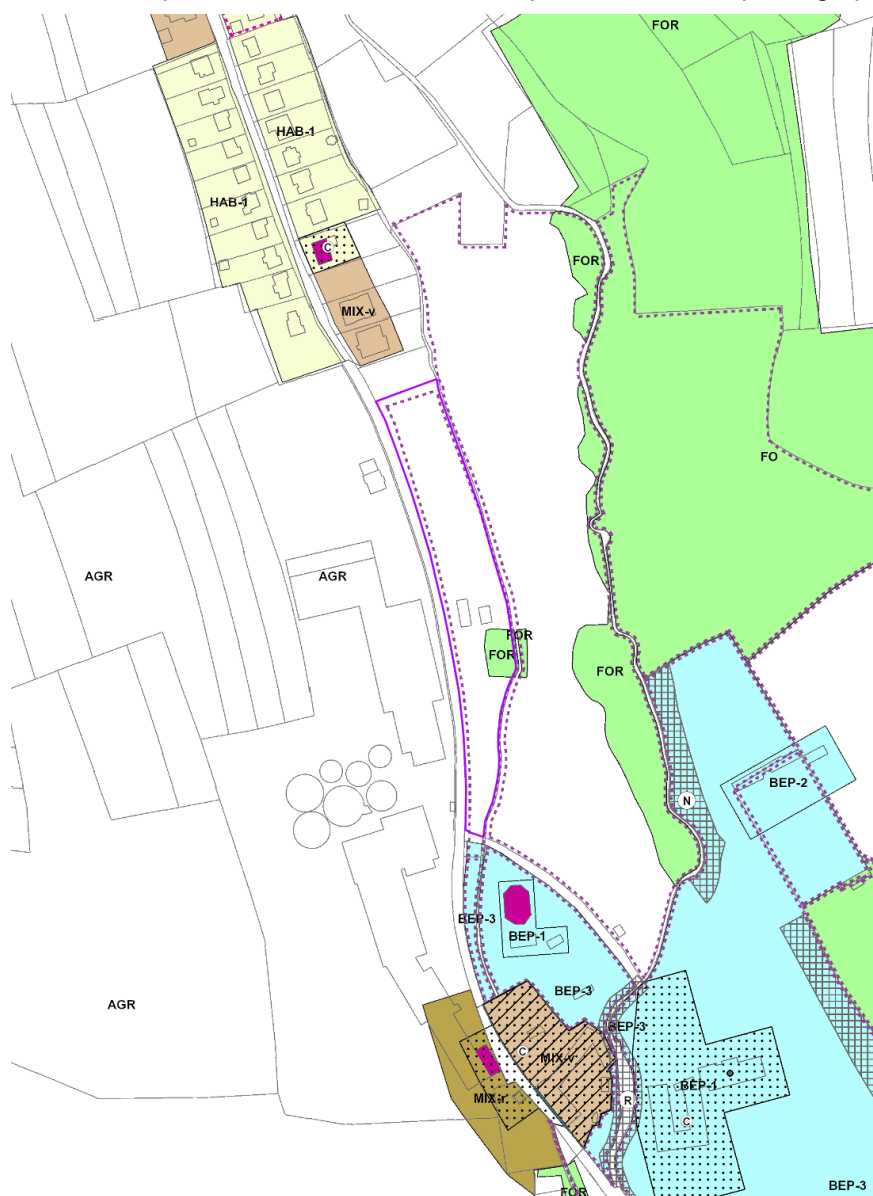 FOR
HAB-1
HAB-1
C
FOR
MIX-v
FO
AGR
AGR
FOR
FOR
FOR
BEP-2
N
BEP-3
BEP-1
BEP-3
AGR
BEP-3
C
MIX-v
BEP-1
MIX-r
R
C
BEP-3
FOR